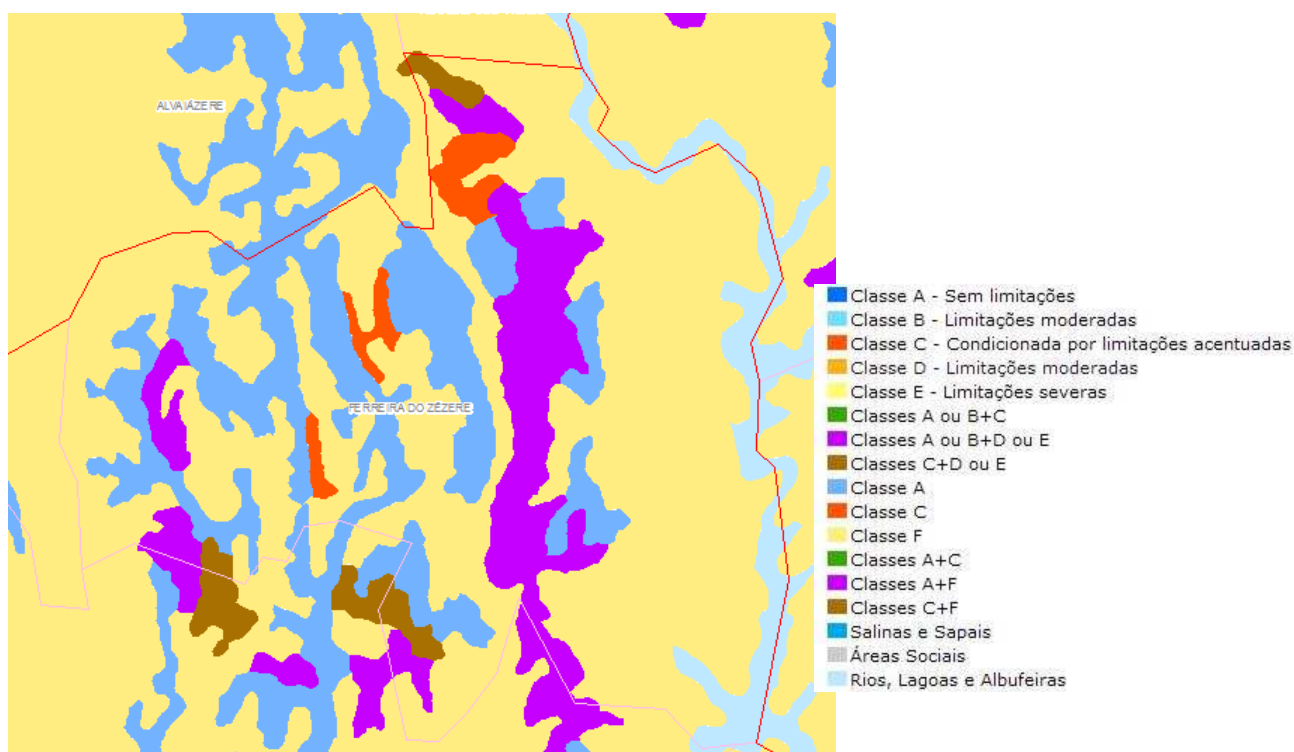 ALVAIÁZERE
FERREIRA DO ZÊZERE
Classe A - Sem limitações
Classe B - Limitações moderadas
Classe C - Condicionada por limitações acentuadas
Classe D - Limitações moderadas
Classe E - Limitações severas
Classes A ou B+C
Classes A ou B+D ou E
Classes C+D ou E
Classe A
Classe C
Classe F
Classes A+C
Classes A+F
Classes C+F
Salinas e Sapais
Áreas Sociais
Rios, Lagoas e Albufeiras